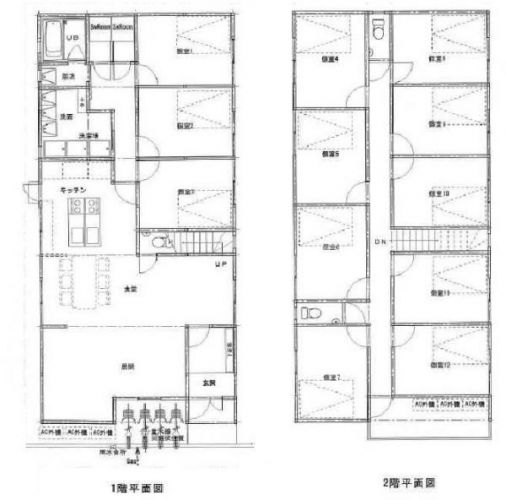 UB
ShRoom
ShRoom
個室1
脱衣
洗面
洗濯場
個室2
個室3
キッチン
UP
食堂
居間
玄関
AC外機 AC外機
AC外機 AC外機
1階平面図
個室4
個室5
個室6
個室7
DN
個室8
個室9
個室10
個室11
個室12
AC外機 AC外機 AC外機
2階平面図